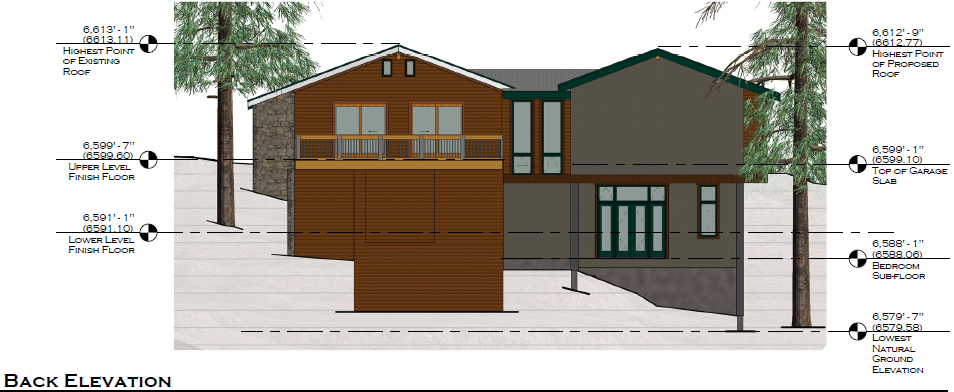 6,613' - 1"
(6613.11)
Highest Point
of Existing
Roof
6,599' - 7"
(6599.60)
Upper Level
Finish Floor
6,591' - 1"
(6591.10)
Lower Level
Finish Floor
6,612' - 9"
(6612.77)
Highest Point
of Proposed
Roof
6,599' - 1"
(6599.10)
Top of Garage
Slab
6,588' - 1"
(6588.06)
Bedroom
Sub-floor
6,579' - 7"
(6579.58)
Lowest
Natural
Ground
Elevation
Back Elevation